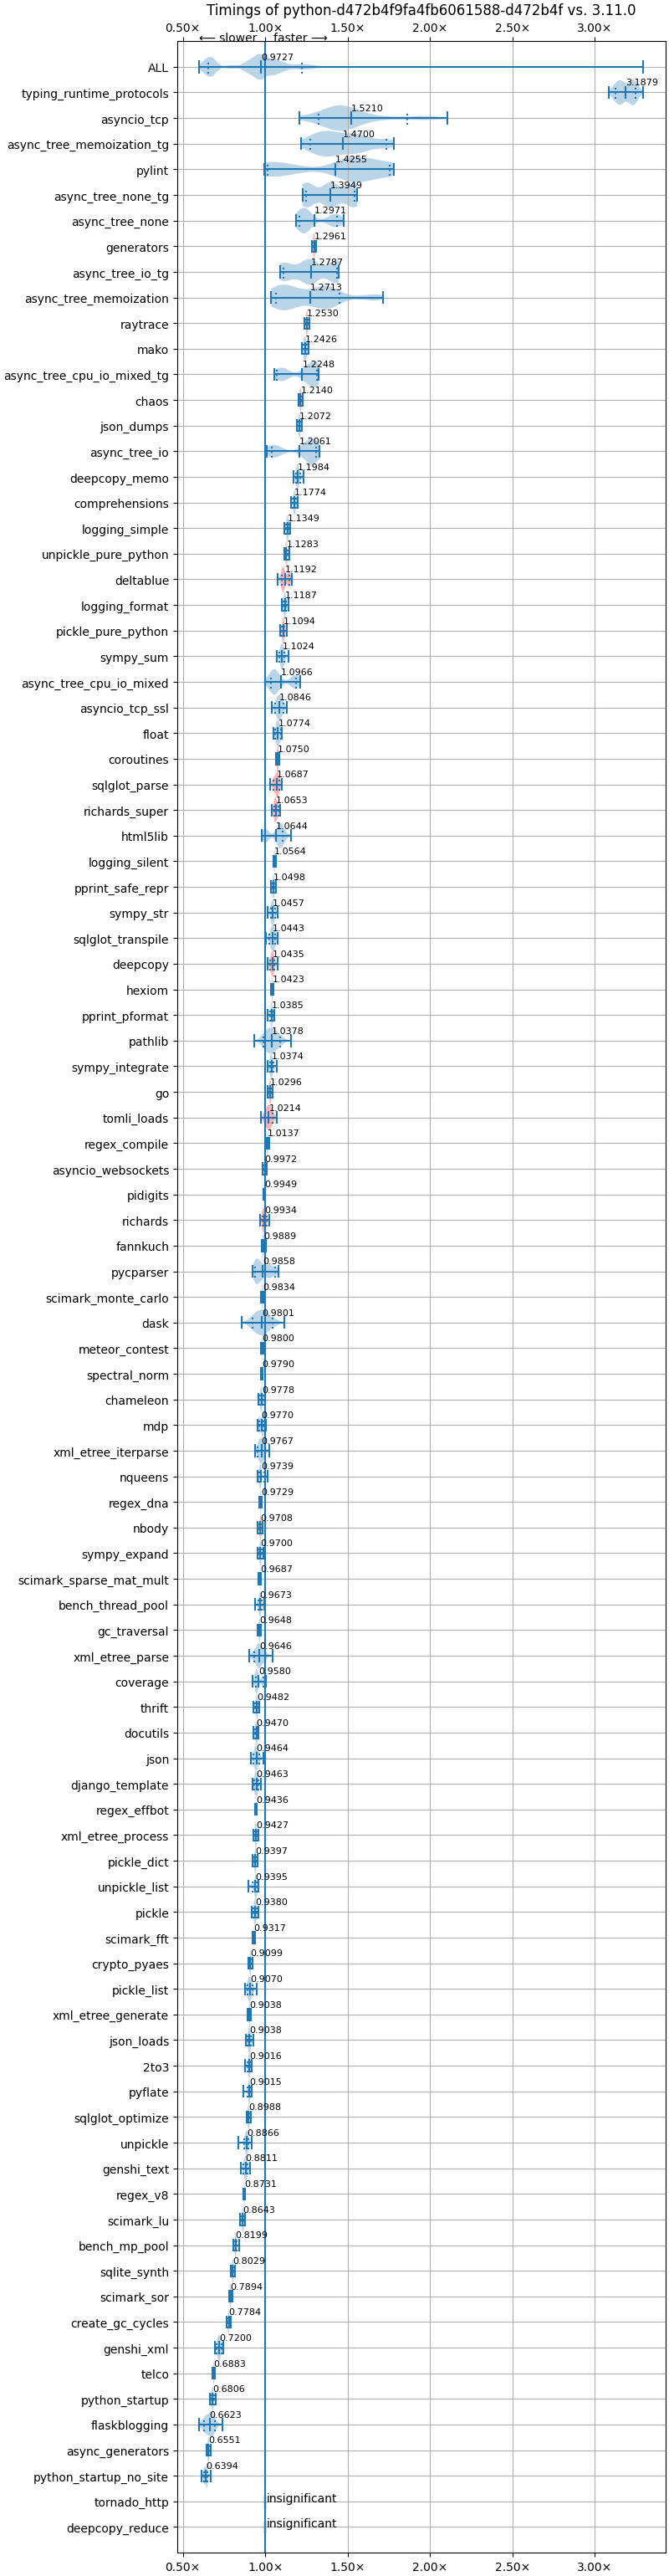 Timings of python-d472b4f9fa4fb6061588-d472b4f vs. 3.11.0
0.50× 1.00× 1.50× 2.00× 2.50× 3.00×
← slower faster →
ALL 0.9727
typing_runtime_protocols 3.1879
asyncio_tcp 1.5210
async_tree_memoization_tg 1.4700
pylint 1.4255
async_tree_none_tg 1.3949
async_tree_none 1.2971
generators 1.2961
async_tree_io_tg 1.2787
async_tree_memoization 1.2713
raytrace 1.2530
mako 1.2426
async_tree_cpu_io_mixed_tg 1.2248
chaos 1.2140
json_dumps 1.2072
async_tree_io 1.2061
deepcopy_memo 1.1984
comprehensions 1.1774
logging_simple 1.1349
unpickle_pure_python 1.1283
deltablue 1.1192
logging_format 1.1187
pickle_pure_python 1.1094
sympy_sum 1.1024
async_tree_cpu_io_mixed 1.0966
asyncio_tcp_ssl 1.0846
float 1.0774
coroutines 1.0750
sqlglot_parse 1.0687
richards_super 1.0653
html5lib 1.0644
logging_silent 1.0564
pprint_safe_repr 1.0498
sympy_str 1.0457
sqlglot_transpile 1.0443
deepcopy 1.0435
hexiom 1.0423
pprint_pformat 1.0385
pathlib 1.0378
sympy_integrate 1.0374
go 1.0296
tomli_loads 1.0214
regex_compile 1.0137
asyncio_websockets 0.9972
pidigits 0.9949
richards 0.9934
fannkuch 0.9889
pycparser 0.9858
scimark_monte_carlo 0.9834
dask 0.9801
meteor_contest 0.9800
spectral_norm 0.9790
chameleon 0.9778
mdp 0.9770
xml_etree_iterparse 0.9767
nqueens 0.9739
regex_dna 0.9729
nbody 0.9708
sympy_expand 0.9700
scimark_sparse_mat_mult 0.9687
bench_thread_pool 0.9673
gc_traversal 0.9648
xml_etree_parse 0.9646
coverage 0.9580
thrift 0.9482
docutils 0.9470
json 0.9464
django_template 0.9463
regex_effbot 0.9436
xml_etree_process 0.9427
pickle_dict 0.9397
unpickle_list 0.9395
pickle 0.9380
scimark_fft 0.9317
crypto_pyaes 0.9099
pickle_list 0.9070
xml_etree_generate 0.9038
json_loads 0.9038
2to3 0.9016
pyflate 0.9015
sqlglot_optimize 0.8988
unpickle 0.8866
genshi_text 0.8811
regex_v8 0.8731
scimark_lu 0.8643
bench_mp_pool 0.8199
sqlite_synth 0.8029
scimark_sor 0.7894
create_gc_cycles 0.7784
genshi_xml 0.7200
telco 0.6883
python_startup 0.6806
flaskblogging 0.6623
async_generators 0.6551
python_startup_no_site 0.6394
tornado_http insignificant
deepcopy_reduce insignificant
0.50× 1.00× 1.50× 2.00× 2.50× 3.00×